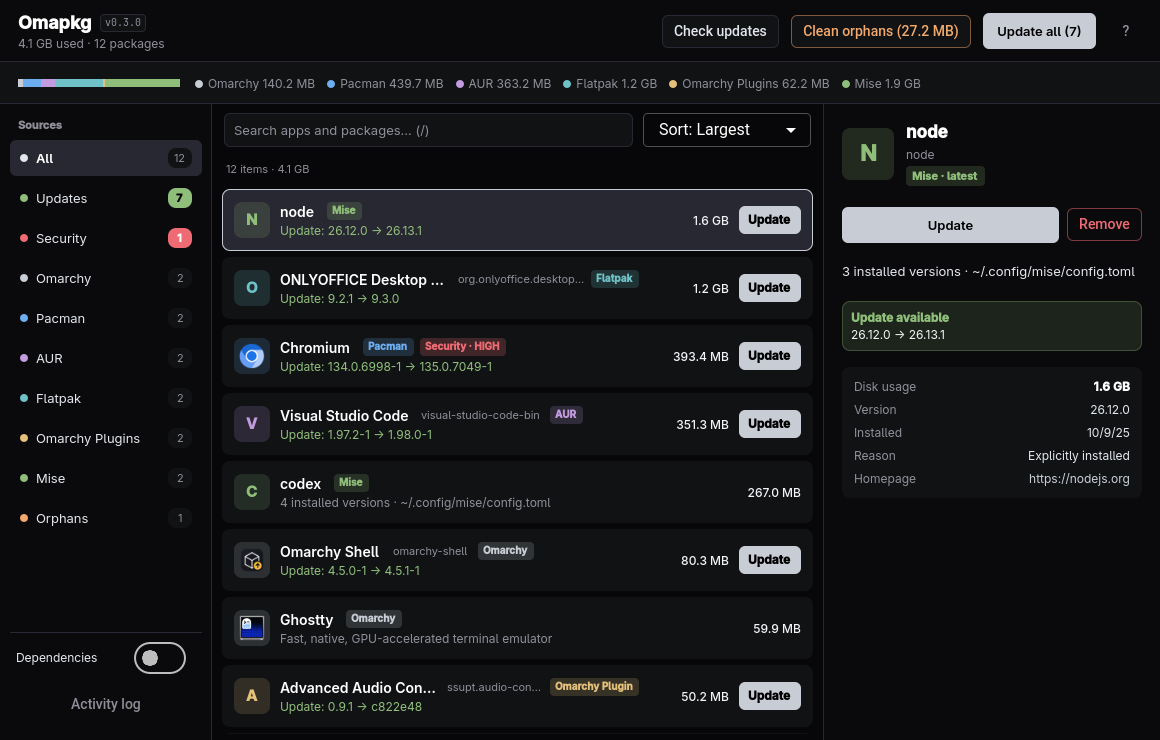 Omapkg v0.3.0
4.1 GB used · 12 packages
Check updates
Clean orphans (27.2 MB)
Update all (7)
?
Omarchy 140.2 MB
Pacman 439.7 MB
AUR 363.2 MB
Flatpak 1.2 GB
Omarchy Plugins 62.2 MB
Mise 1.9 GB
Sources
All 12
Updates 7
Security 1
Omarchy 2
Pacman 2
AUR 2
Flatpak 2
Omarchy Plugins 2
Mise 2
Orphans 1
Dependencies
Activity log
Search apps and packages... (/)
Sort: Largest
12 items · 4.1 GB
N
node Mise
Update: 26.12.0 → 26.13.1
1.6 GB
Update
O
ONLYOFFICE Desktop ... org.onlyoffice.desktop... Flatpak
Update: 9.2.1 → 9.3.0
1.2 GB
Update
Chromium Pacman Security · HIGH
Update: 134.0.6998-1 → 135.0.7049-1
393.4 MB
Update
V
Visual Studio Code visual-studio-code-bin AUR
Update: 1.97.2-1 → 1.98.0-1
351.3 MB
Update
C
codex Mise
4 installed versions · ~/.config/mise/config.toml
267.0 MB
Omarchy Shell omarchy-shell Omarchy
Update: 4.5.0-1 → 4.5.1-1
80.3 MB
Update
Ghostty Omarchy
Fast, native, GPU-accelerated terminal emulator
59.9 MB
A
Advanced Audio Con... ssupt.audio-con... Omarchy Plugin
Update: 0.9.1 → c822e48
50.2 MB
Update
N
node
node
Mise · latest
Update
Remove
3 installed versions · ~/.config/mise/config.toml
Update available
26.12.0 → 26.13.1
Disk usage 1.6 GB
Version 26.12.0
Installed 10/9/25
Reason Explicitly installed
Homepage https://nodejs.org